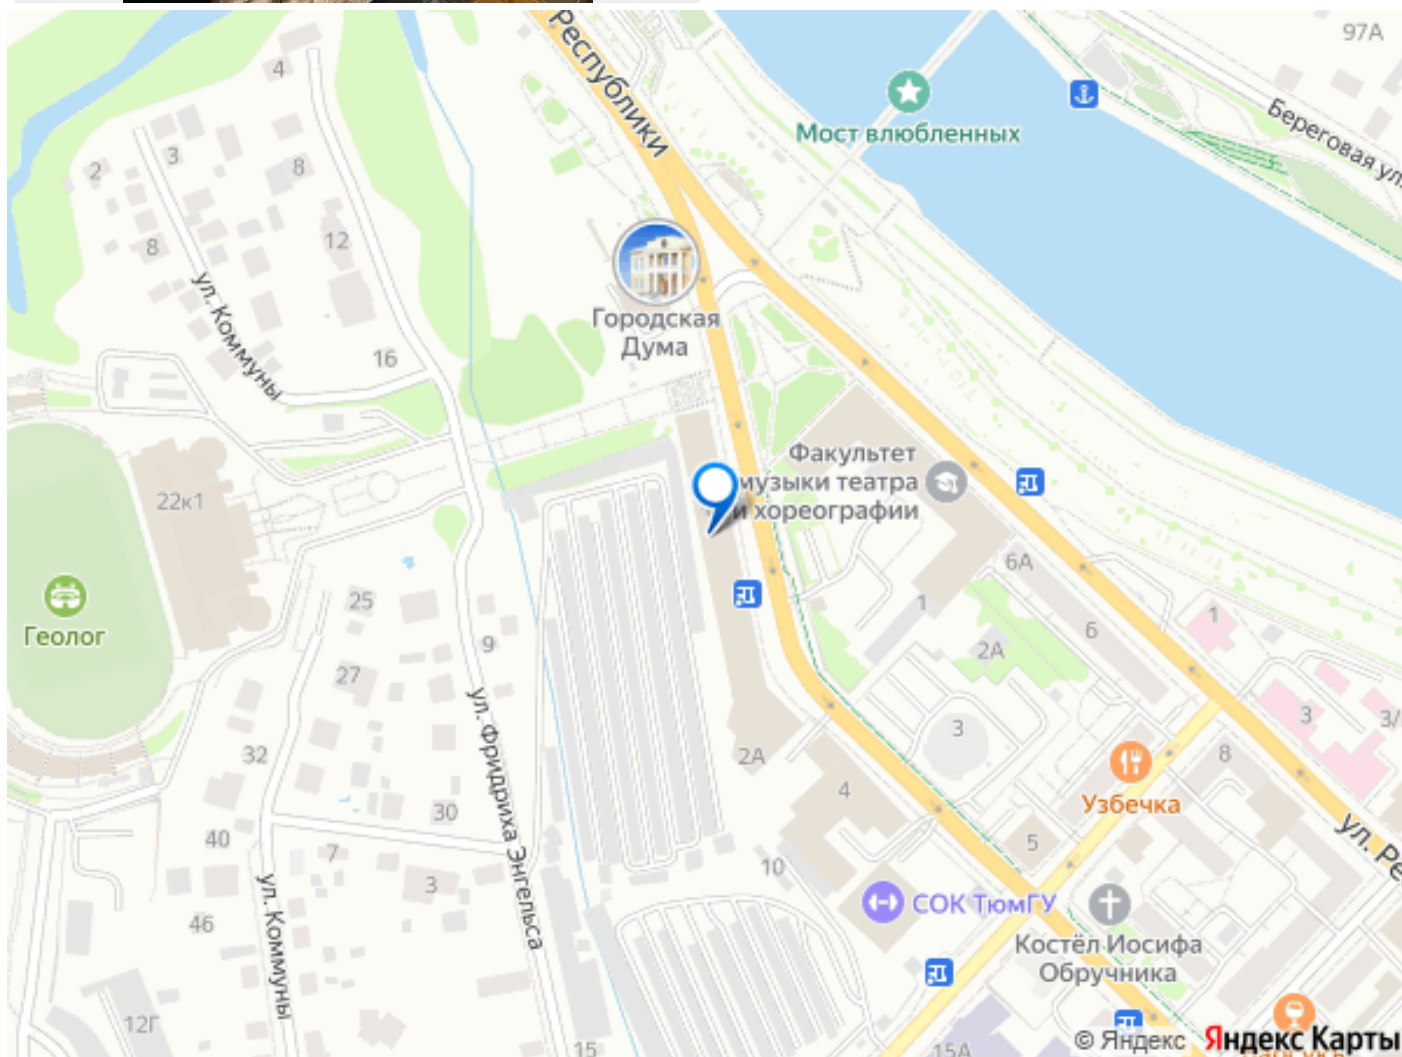 Республики
97А
4
Береговая ул.
Мост влюбленных
2
3
8
8
12
ул. Коммуны
Городская
Дума
16
Факультет
музыки театра
и хореографии
22к1
6А
25
1
1
6
Геолог
9
2А
27
3
3
3/
32
2А
8
4
Узбечка
30
ул. Фридриха Энгельса
40
7
5
ул. Ре
10
3
ул. Коммуны
СОК ТюмГУ
46
Костёл Иосифа
Обручника
12Г
15
15А
© Яндекс Яндекс Карты